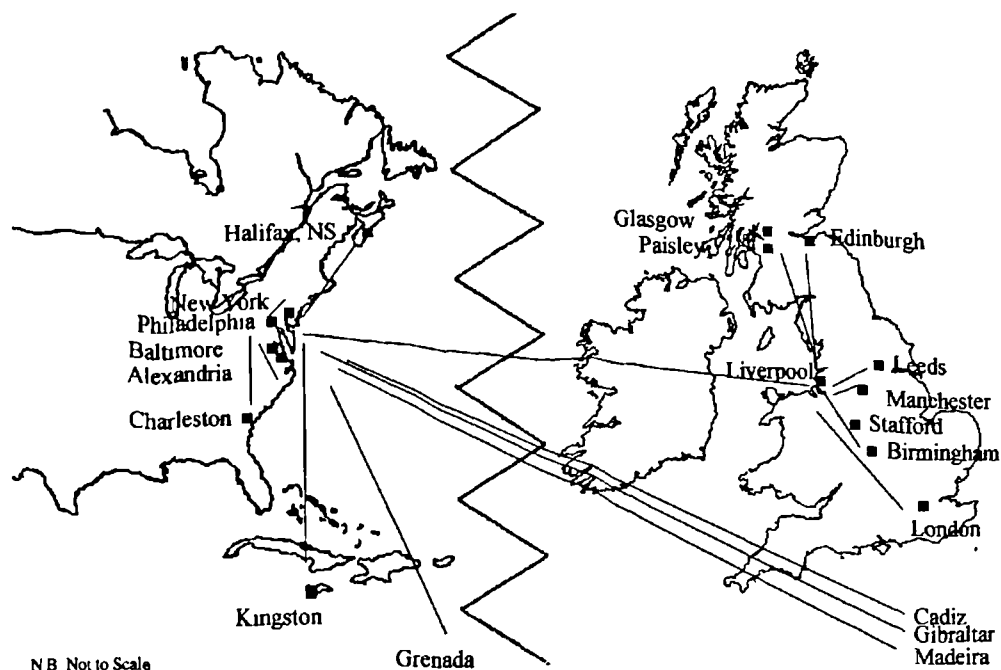 Halifax, NS
New York
Philadelphia
Baltimore
Alexandria
Charleston
Kingston
Grenada
N B Not to Scale
Glasgow
Paisley
Edinburgh
Liverpool
Leeds
Manchester
Stafford
Birmingham
London
Cadiz
Gibraltar
Madeira